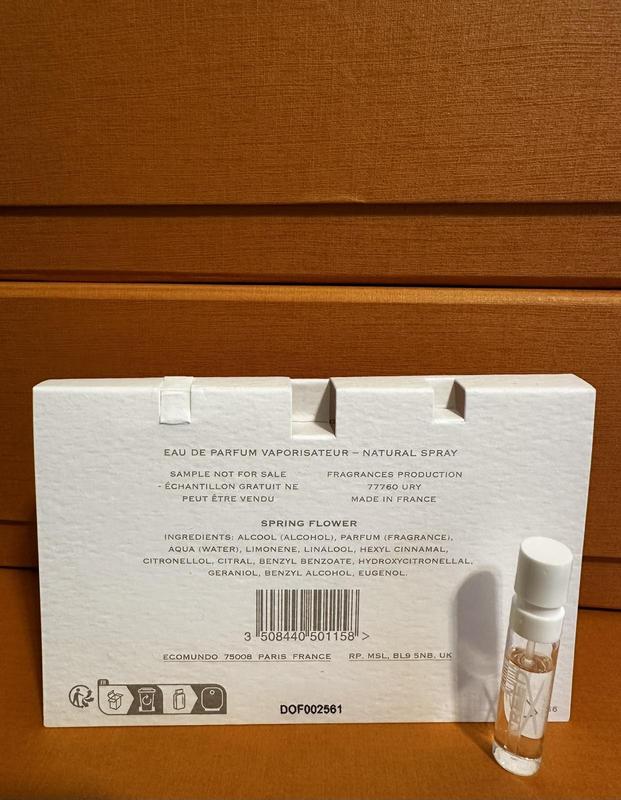 EAU DE PARFUM VAPORISATEUR – NATURAL SPRAY
SAMPLE NOT FOR SALE
- ÉCHANTILLON GRATUIT NE
PEUT ÊTRE VENDU
FRAGRANCES PRODUCTION
77760 URY
MADE IN FRANCE
SPRING FLOWER
INGREDIENTS: ALCOOL (ALCOHOL), PARFUM (FRAGRANCE),
AQUA (WATER), LIMONENE, LINALOOL, HEXYL CINNAMAL,
CITRONELLOL, CITRAL, BENZYL BENZOATE, HYDROXYCITRONELLAL,
GERANIOL, BENZYL ALCOHOL, EUGENOL.
3 508440 501158 >
ECOMUNDO 75008 PARIS FRANCE RP. MSL, BL9 5NB, UK
FR
DOF002561